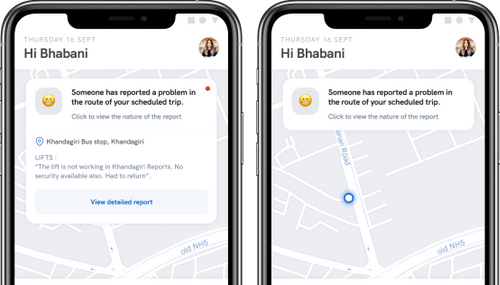 THURSDAY 16 SEPT
Hi Bhabani
Someone has reported a problem in
the route of your scheduled trip.
Click to view the nature of the report
Khandagiri Bus stop, Khandagiri
LIFTS :
"The lift is not working in Khandagiri Reports. No
security available also. Had to return".
View detailed report
old NH5
THURSDAY 16 SEPT
Hi Bhabani
Someone has reported a problem in
the route of your scheduled trip.
Click to view the nature of the report
Road
old NH5